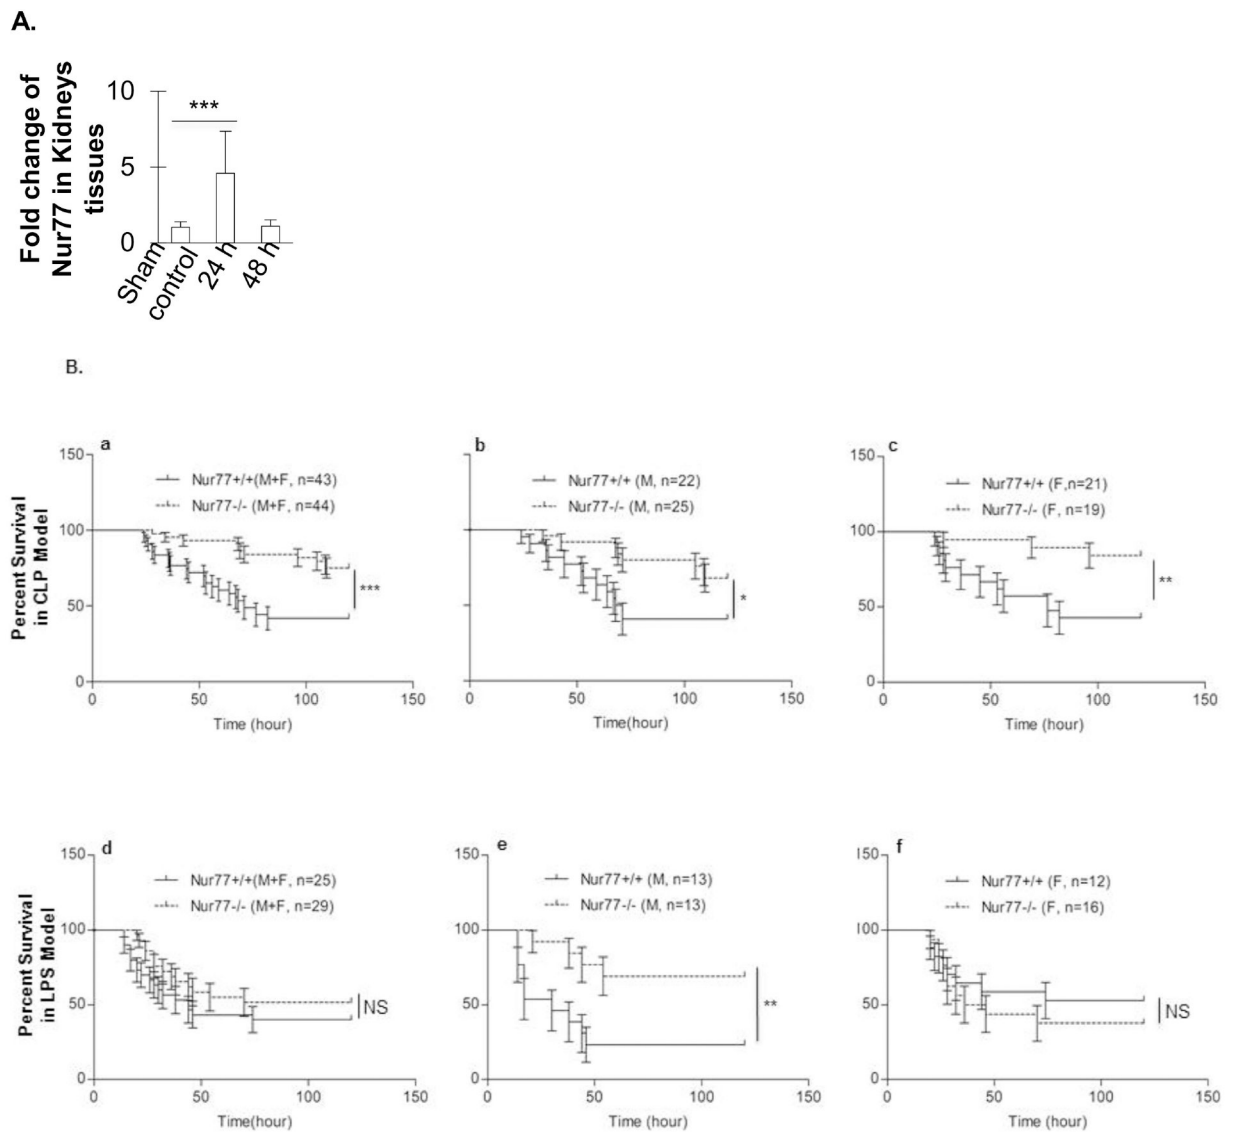 A.
Fold change of
Nur77 in Kidneys
tissues
10
5
0
***
Sham
control
24 h
48 h
B.
a
Percent Survival
in CLP Model
150
100
50
0
Nur77+/+(M+F, n=43)
Nur77-/- (M+F, n=44)
***
0 50 100 150
Time (hour)
b
Nur77+/+ (M, n=22)
Nur77-/- (M, n=25)
*
0 50 100 150
Time(hour)
c
150
100
50
0
Nur77+/+ (F,n=21)
Nur77-/- (F, n=19)
**
0 50 100 150
Time (hour)
d
Percent Survival
in LPS Model
150
100
50
0
Nur77+/+(M+F, n=25)
Nur77-/- (M+F, n=29)
NS
0 50 100 150
Time(hour)
e
150
100
50
0
Nur77+/+ (M, n=13)
Nur77-/- (M, n=13)
**
0 50 100 150
Time (hour)
f
150
100
50
0
Nur77+/+ (F, n=12)
Nur77-/- (F, n=16)
NS
0 50 100 150
Time (hour)